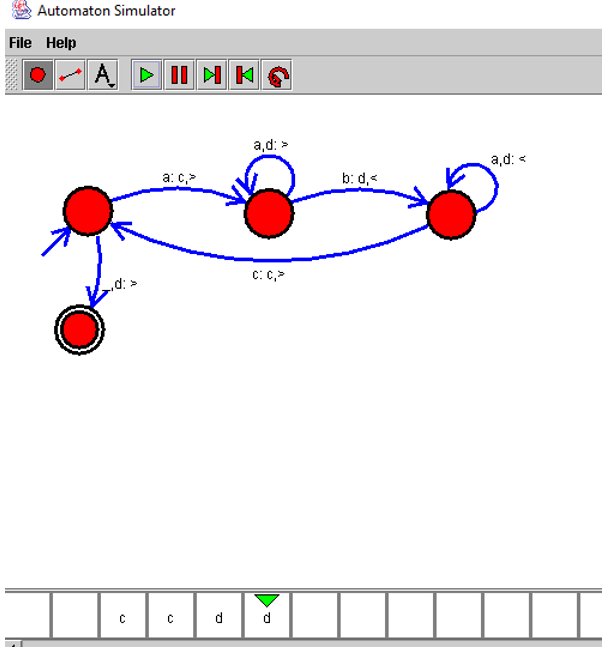 Automaton Simulator
File Help
A
a,d: >
a: c,>
b: d,<
a,d: <
c: c,>
_,d: >
c c d d